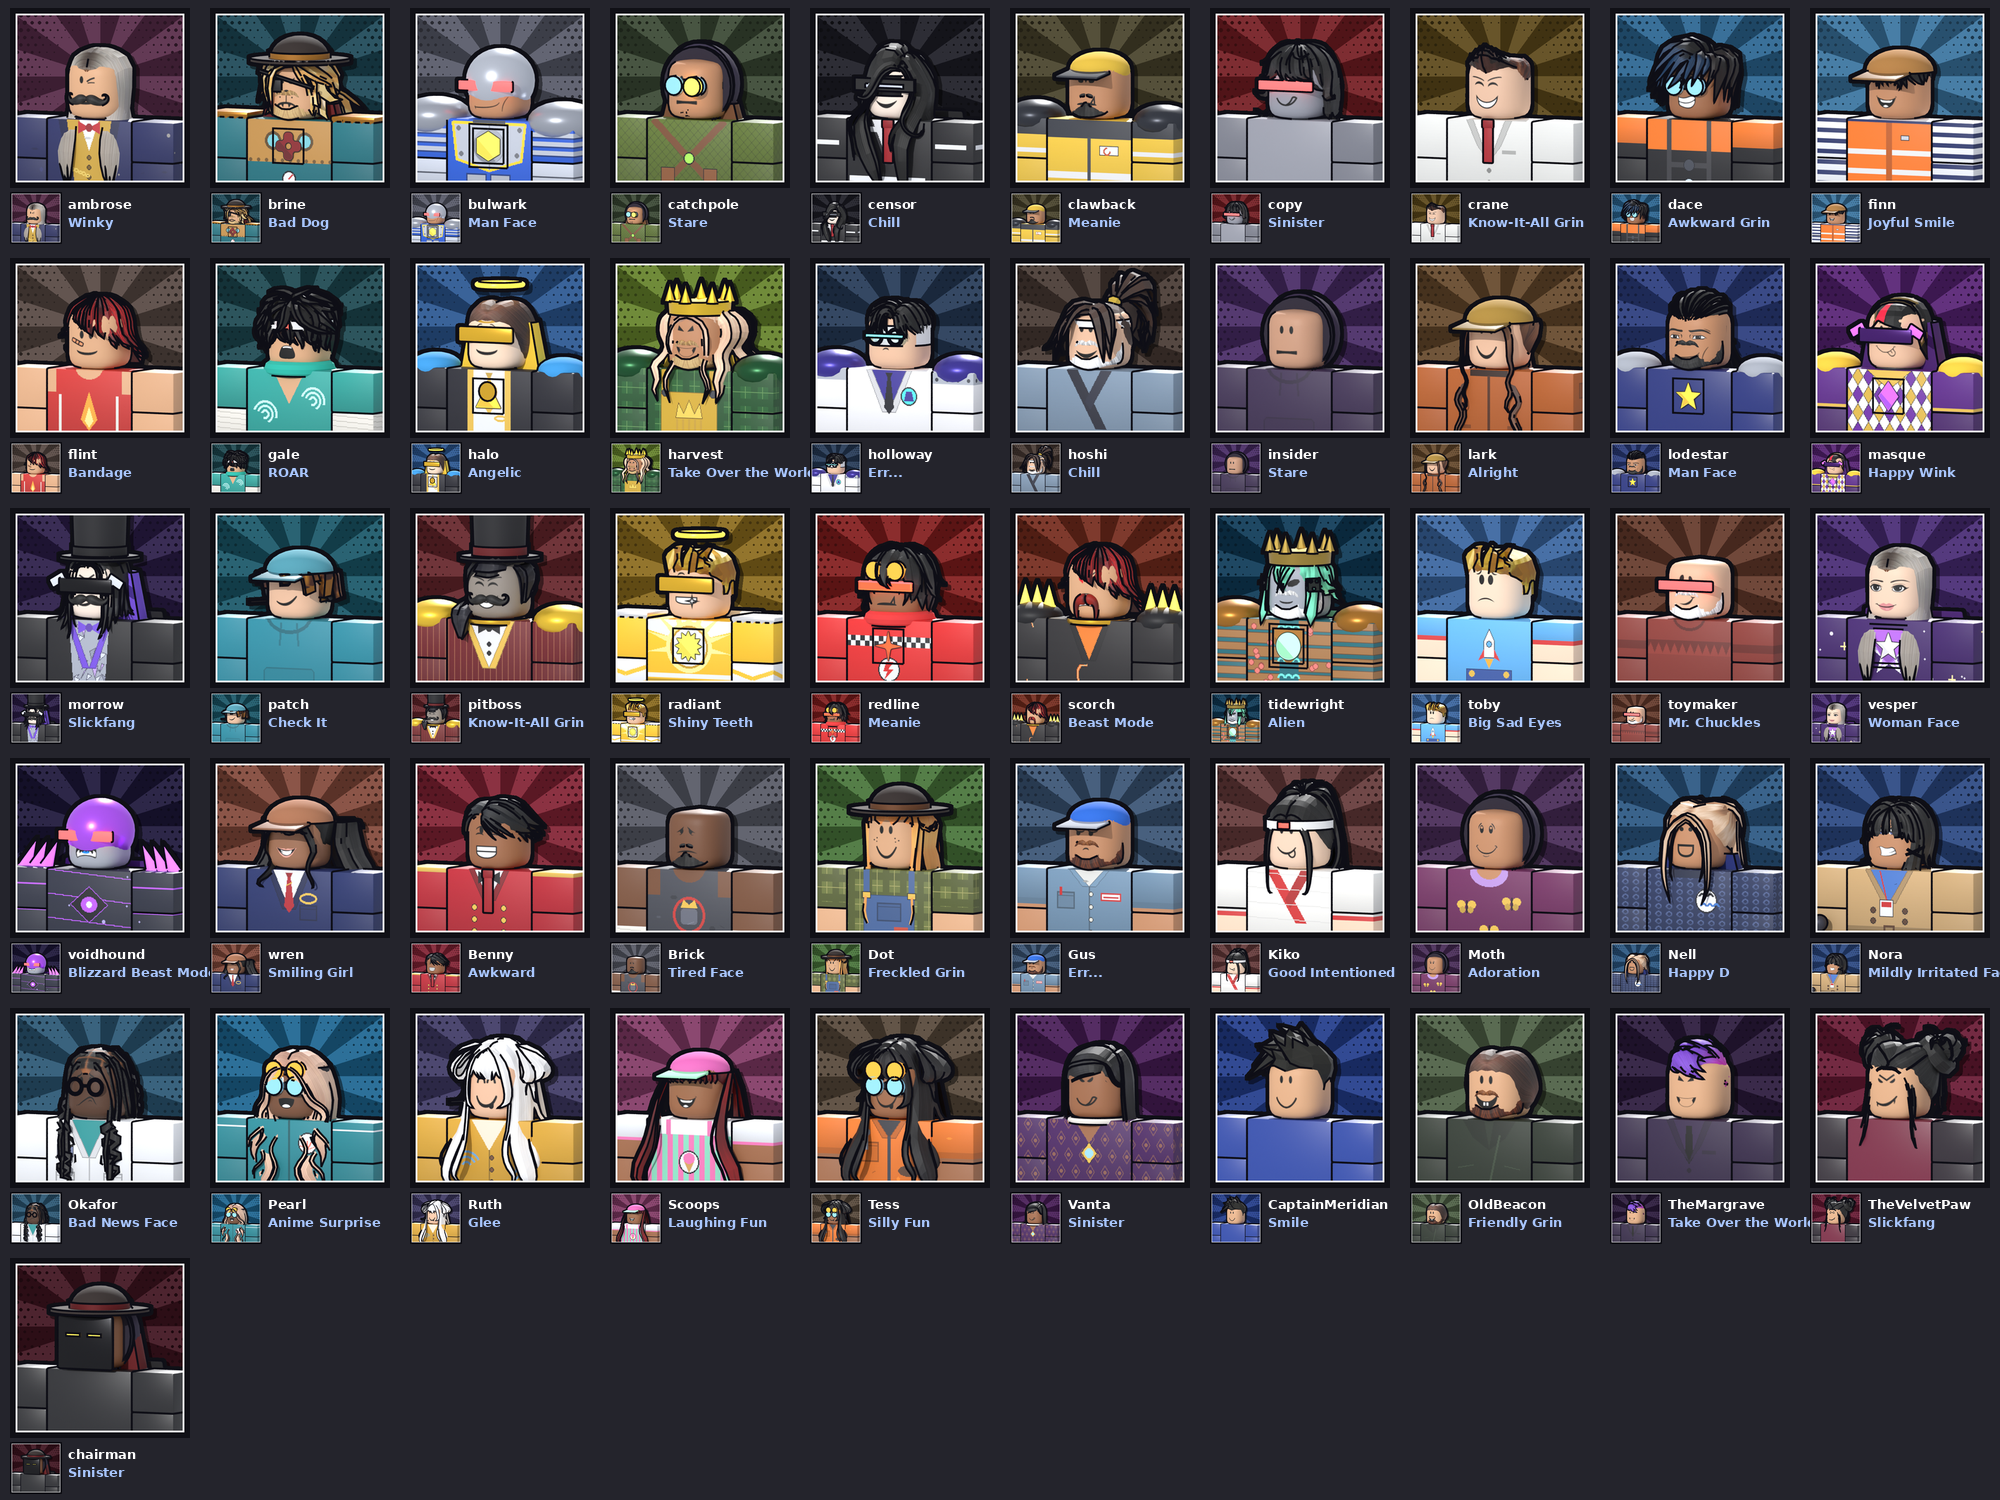 ambrose
Winky
brine
Bad Dog
bulwark
Man Face
catchpole
Stare
censor
Chill
clawback
Meanie
copy
Sinister
crane
Know-It-All Grin
dace
Awkward Grin
finn
Joyful Smile
flint
Bandage
gale
ROAR
halo
Angelic
harvest
Take Over the World
holloway
Err...
hoshi
Chill
insider
Stare
lark
Alright
lodestar
Man Face
masque
Happy Wink
morrow
Slickfang
patch
Check It
pitboss
Know-It-All Grin
radiant
Shiny Teeth
redline
Meanie
scorch
Beast Mode
tidewright
Alien
toby
Big Sad Eyes
toymaker
Mr. Chuckles
vesper
Woman Face
voidhound
Blizzard Beast Mode
wren
Smiling Girl
Benny
Awkward
Brick
Tired Face
Dot
Freckled Grin
Gus
Err...
Kiko
Good Intentioned
Moth
Adoration
Nell
Happy D
Nora
Mildly Irritated Fa
Okafor
Bad News Face
Pearl
Anime Surprise
Ruth
Glee
Scoops
Laughing Fun
Tess
Silly Fun
Vanta
Sinister
CaptainMeridian
Smile
OldBeacon
Friendly Grin
TheMargrave
Take Over the World
TheVelvetPaw
Slickfang
chairman
Sinister